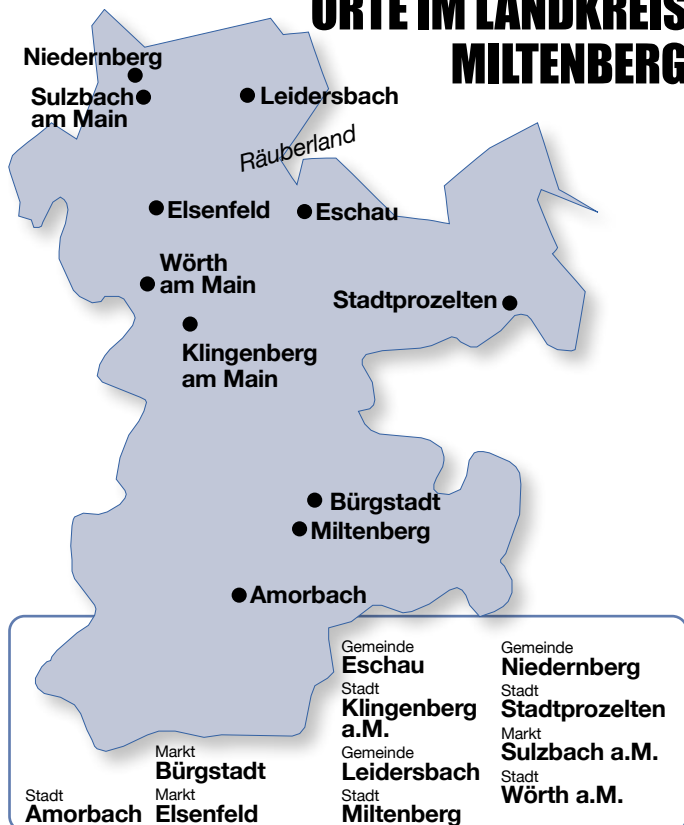 ORTE IM LANDKREIS
MILTENBERG
Niedernberg
Sulzbach
am Main
Leidersbach
Räuberland
Elsenfeld
Eschau
Wörth
am Main
Stadtprozelten
Klingenberg
am Main
Bürgstadt
Miltenberg
Amorbach
Stadt
Amorbach
Markt
Bürgstadt
Markt
Elsenfeld
Gemeinde
Eschau
Stadt
Klingenberg
a.M.
Gemeinde
Leidersbach
Stadt
Miltenberg
Gemeinde
Niedernberg
Stadt
Stadtprozelten
Markt
Sulzbach a.M.
Stadt
Wörth a.M.